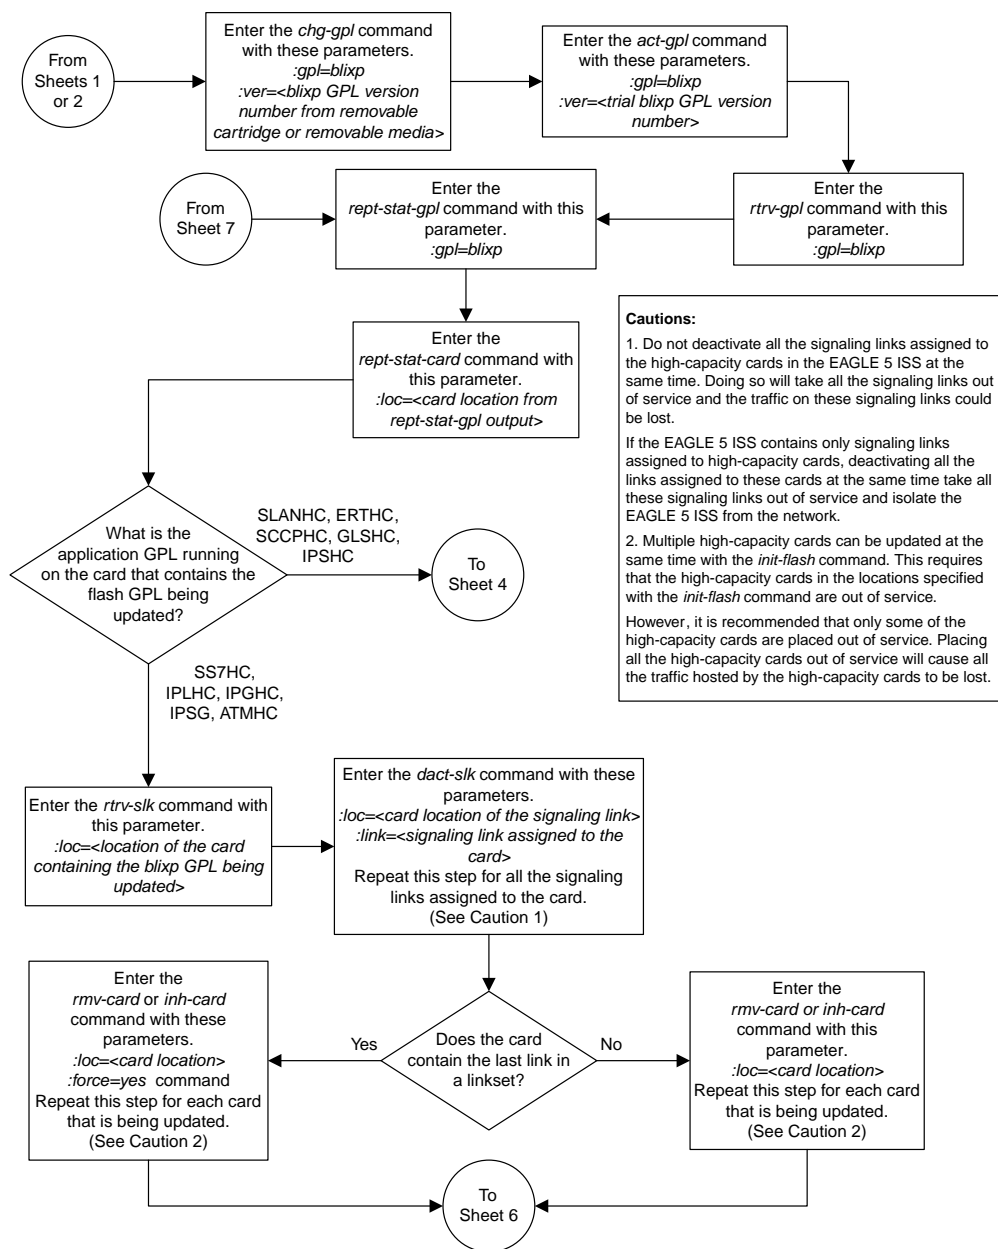 From
Sheets 1
or 2
Enter the chg-gpl command
with these parameters.
:gpl=blixp
:ver=<blixp GPL version
number from removable
cartridge or removable media>
Enter the act-gpl command
with these parameters.
:gpl=blixp
:ver=<trial blixp GPL version
number>
From
Sheet 7
Enter the
rept-stat-gpl command with this
parameter.
:gpl=blixp
Enter the
rtrv-gpl command with this
parameter.
:gpl=blixp
Enter the
rept-stat-card command with
this parameter.
:loc=<card location from
rept-stat-gpl output>
Cautions:
1. Do not deactivate all the signaling links assigned to
the high-capacity cards in the EAGLE 5 ISS at the
same time. Doing so will take all the signaling links out
of service and the traffic on these signaling links could
be lost.
If the EAGLE 5 ISS contains only signaling links
assigned to high-capacity cards, deactivating all the
links assigned to these cards at the same time take all
these signaling links out of service and isolate the
EAGLE 5 ISS from the network.
2. Multiple high-capacity cards can be updated at the
same time with the init-flash command. This requires
that the high-capacity cards in the locations specified
with the init-flash command are out of service.
However, it is recommended that only some of the
high-capacity cards are placed out of service. Placing
all the high-capacity cards out of service will cause all
the traffic hosted by the high-capacity cards to be lost.
What is the
application GPL running
on the card that contains the
flash GPL being
updated?
SLANHC, ERTHC,
SCCPHC, GLSHC,
IPSHC
To
Sheet 4
SS7HC,
IPLHC, IPGHC,
IPSG, ATMHC
Enter the rtrv-slk command with
this parameter.
:loc=<location of the card
containing the blixp GPL being
updated>
Enter the dact-slk command with these
parameters.
:loc=<card location of the signaling link>
:link=<signaling link assigned to the
card>
Repeat this step for all the signaling
links assigned to the card.
(See Caution 1)
Enter the
rmv-card or inh-card
command with these
parameters.
:loc=<card location>
:force=yes command
Repeat this step for each card
that is being updated.
(See Caution 2)
Yes
Does the card
contain the last link in
a linkset?
No
Enter the
rmv-card or inh-card
command with this
parameter.
:loc=<card location>
Repeat this step for each card
that is being updated.
(See Caution 2)
To
Sheet 6